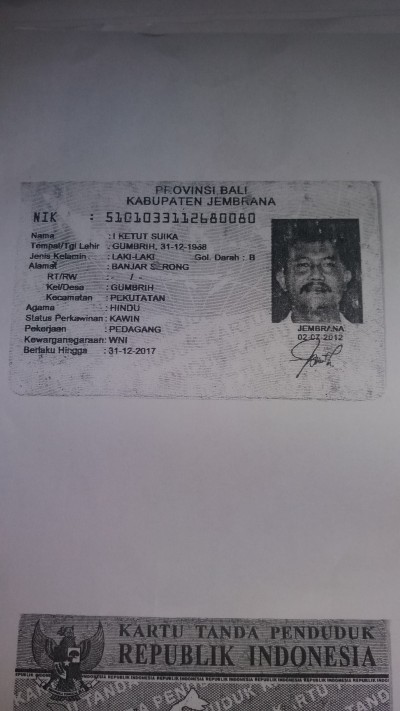 PROVINSI BALI
KABUPATEN JEMBRANA
NIK : 5101033112680080
Nama : I KETUT SUIKA
Tempat/Tgl Lahir : GUMBRIH, 31-12-1968
Jenis Kelamin : LAKI-LAKI Gol. Darah : B
Alamat : BANJAR SERONG
RT/RW : - / -
Kel/Desa : GUMBRIH
Kecamatan : PEKUTATAN
Agama : HINDU
Status Perkawinan : KAWIN
Pekerjaan : PEDAGANG
Kewarganegaraan: WNI
Berlaku Hingga : 31-12-2017
JEMBRANA
02-07-2012
KARTU TANDA PENDUDUK
REPUBLIK INDONESIA